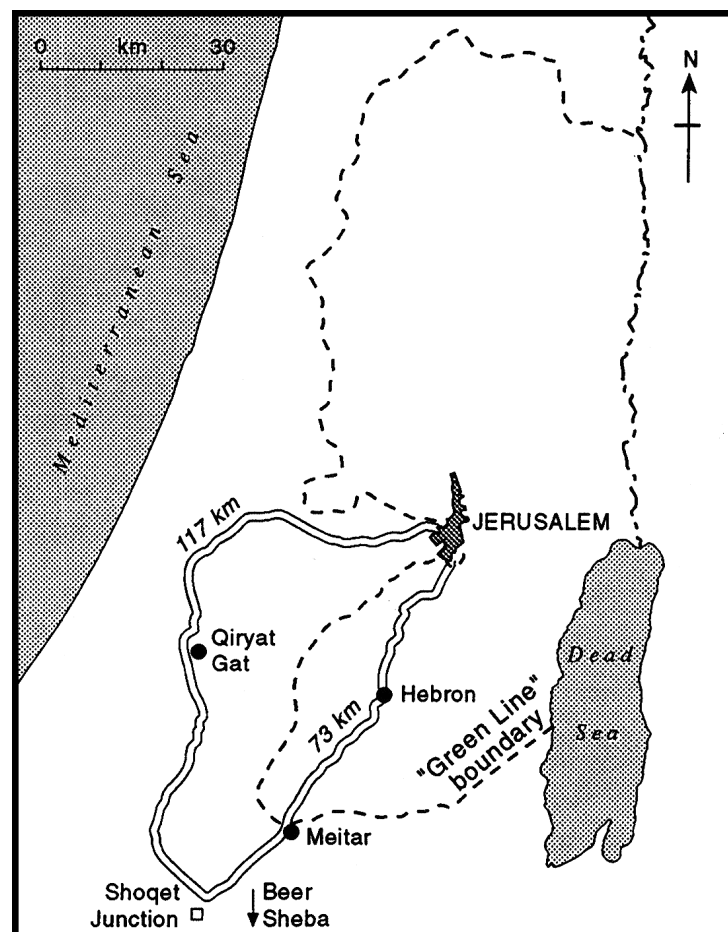 0 km 30
N
Mediterranean Sea
JERUSALEM
117 km
Qiryat
Gat
Hebron
73 km
Dead
Sea
"Green Line"
boundary
Meitar
Shoqet
Junction
Beer
Sheba